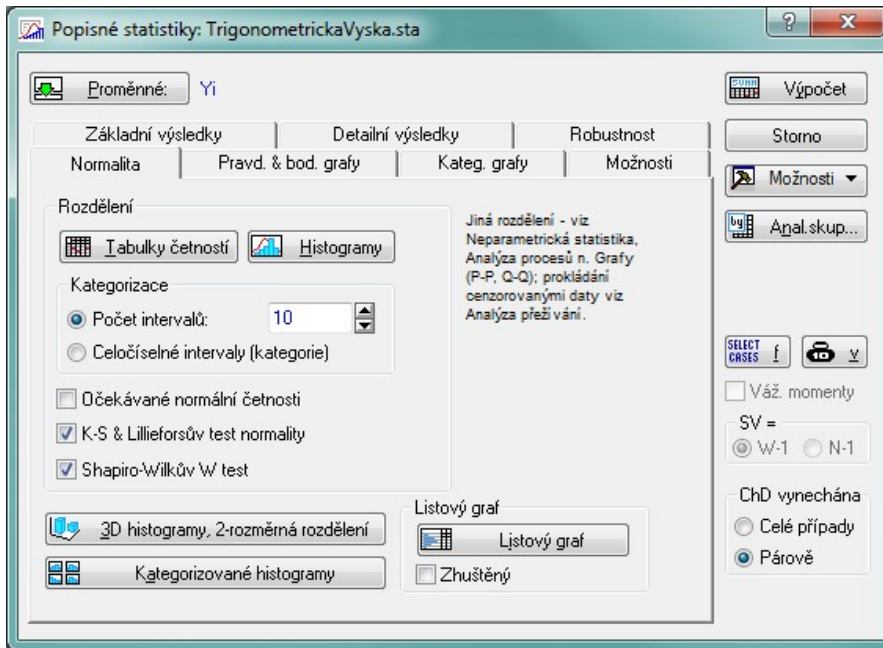 Popisné statistiky: TrigonometrickaVyska.sta
Proměnné: Yi
Základní výsledky Detailní výsledky Robustnost
Normalita Pravd. & bod. grafy Kateg. grafy Možnosti
Rozdělení
Tabulky četností Histogramy
Kategorizace
Počet intervalů: 10
Celočíselné intervaly (kategorie)
Očekávané normální četnosti
K-S & Lillieforsův test normality
Shapiro-Wilkův W test
Jiná rozdělení - viz
Neparametrická statistika,
Analýza procesů n. Grafy
(P-P, Q-Q); prokládání
cenzorovanými daty viz
Analýza přežívání.
3D histogramy, 2-rozměrná rozdělení
Kategorizované histogramy
Listový graf
Listový graf
Zhuštěný
SUMM Výpočet
Storno
Možnosti
by Anal.skup...
SELECT CASES f v
Váž. momenty
SV =
W-1 N-1
ChD vynechána
Celé případy
Párově